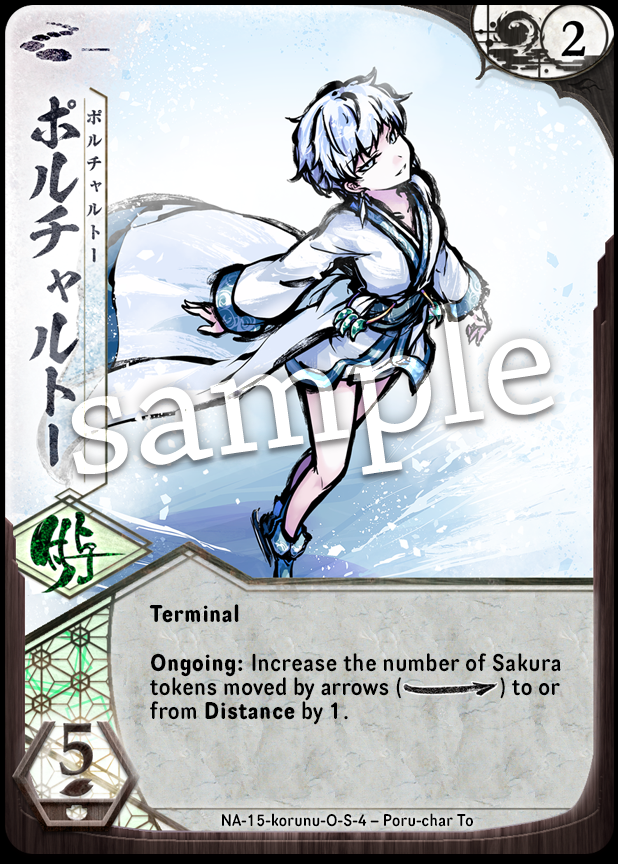 2
ポルチャルトー
ポルチャルトー
sample
Terminal
Ongoing: Increase the number of Sakura
tokens moved by arrows ( ) to or
from Distance by 1.
5
NA-15-korunu-O-S-4 – Poru-char To